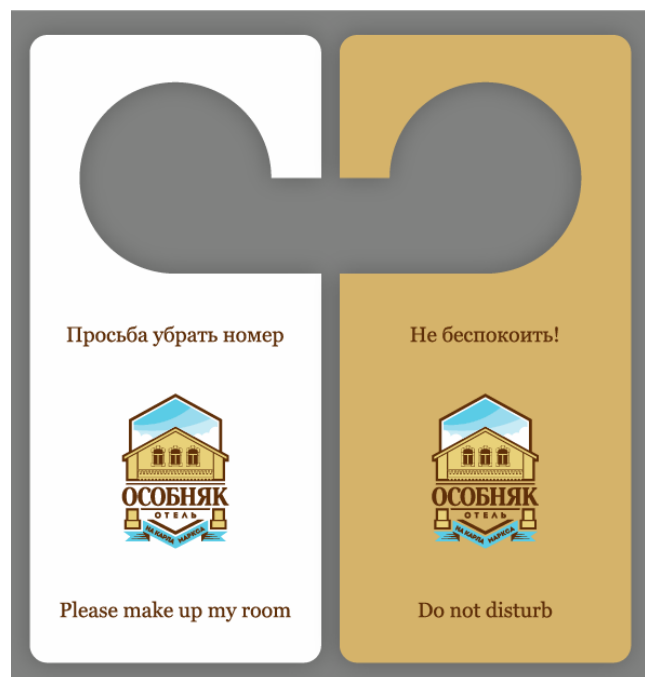 Просьба убрать номер
ОСОБНЯК
ОТЕЛЬ
НА КАРЛА МАРКСА
Please make up my room
Не беспокоить!
ОСОБНЯК
ОТЕЛЬ
НА КАРЛА МАРКСА
Do not disturb